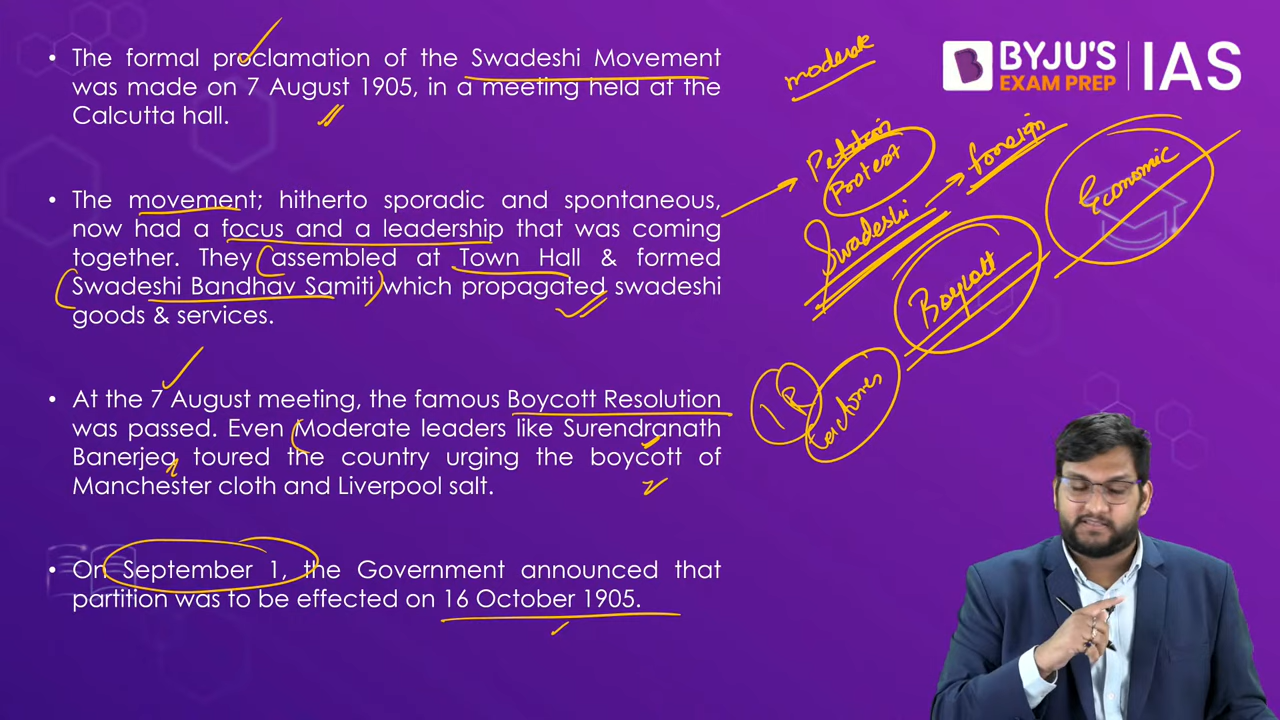 • The formal proclamation of the Swadeshi Movement
was made on 7 August 1905, in a meeting held at the
Calcutta hall.
• The movement; hitherto sporadic and spontaneous,
now had a focus and a leadership that was coming
together. They assembled at Town Hall & formed
Swadeshi Bandhav Samiti which propagated swadeshi
goods & services.
• At the 7 August meeting, the famous Boycott Resolution
was passed. Even Moderate leaders like Surendranath
Banerjea toured the country urging the boycott of
Manchester cloth and Liverpool salt.
• On September 1, the Government announced that
partition was to be effected on 16 October 1905.
moderate
Petition
Protest
Swadeshi
foreign
Boycott
Economic
IR
BYJU'S
EXAM PREP
IAS